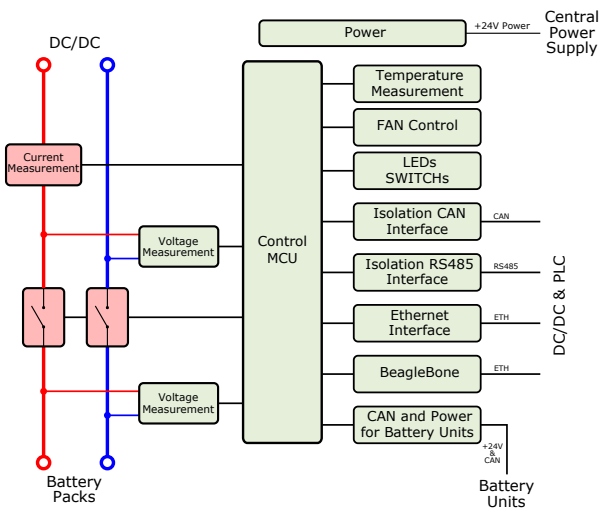 DC/DC
Power
+24V Power
Central
Power
Supply
Temperature
Measurement
FAN Control
LEDs
SWITCHs
Current
Measurement
Isolation CAN
Interface
CAN
Voltage
Measurement
Control
MCU
Isolation RS485
Interface
RS485
DC/DC & PLC
Ethernet
Interface
ETH
BeagleBone
ETH
Voltage
Measurement
CAN and Power
for Battery Units
+24V
&
CAN
Battery
Packs
Battery
Units